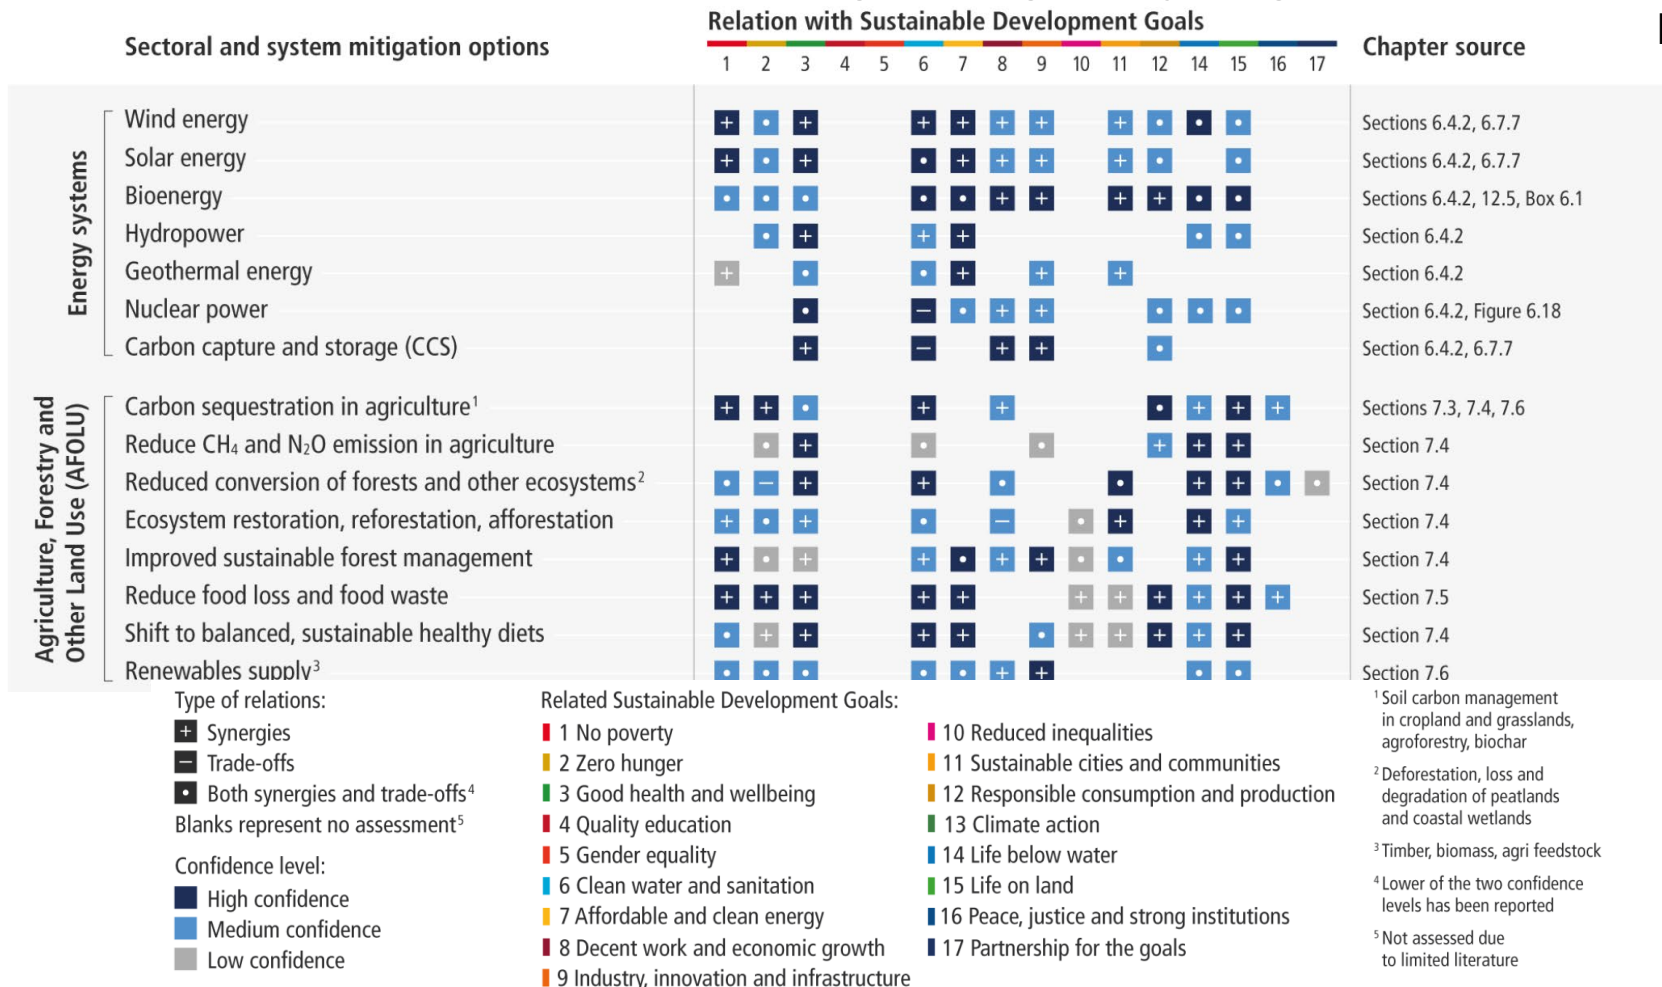 Relation with Sustainable Development Goals
Sectoral and system mitigation options
Chapter source
1 2 3 4 5 6 7 8 9 10 11 12 14 15 16 17
Energy systems
Wind energy + • + + + + + + • • • Sections 6.4.2, 6.7.7
Solar energy + • + • + + + + • • Sections 6.4.2, 6.7.7
Bioenergy • • • • • + + + + • • Sections 6.4.2, 12.5, Box 6.1
Hydropower • + + + • • Section 6.4.2
Geothermal energy + • • + + + Section 6.4.2
Nuclear power • – • + + • • • Section 6.4.2, Figure 6.18
Carbon capture and storage (CCS) + – + + • Section 6.4.2, 6.7.7
Agriculture, Forestry and
Other Land Use (AFOLU)
Carbon sequestration in agriculture¹ + + • + + • + + + Sections 7.3, 7.4, 7.6
Reduce CH₄ and N₂O emission in agriculture • + • • + + + Section 7.4
Reduced conversion of forests and other ecosystems² • – + + • • + + • • Section 7.4
Ecosystem restoration, reforestation, afforestation + • + • – • + + + Section 7.4
Improved sustainable forest management + • + + • + + • • + + Section 7.4
Reduce food loss and food waste + + + + + + + + + + + Section 7.5
Shift to balanced, sustainable healthy diets • + + + + • + + + + + Section 7.4
Renewables supply³ • • • • • + + • • Section 7.6
Type of relations:
+ Synergies
– Trade-offs
• Both synergies and trade-offs⁴
Blanks represent no assessment⁵
Confidence level:
High confidence
Medium confidence
Low confidence
Related Sustainable Development Goals:
1 No poverty
2 Zero hunger
3 Good health and wellbeing
4 Quality education
5 Gender equality
6 Clean water and sanitation
7 Affordable and clean energy
8 Decent work and economic growth
9 Industry, innovation and infrastructure
10 Reduced inequalities
11 Sustainable cities and communities
12 Responsible consumption and production
13 Climate action
14 Life below water
15 Life on land
16 Peace, justice and strong institutions
17 Partnership for the goals
¹ Soil carbon management
in cropland and grasslands,
agroforestry, biochar
² Deforestation, loss and
degradation of peatlands
and coastal wetlands
³ Timber, biomass, agri feedstock
⁴ Lower of the two confidence
levels has been reported
⁵ Not assessed due
to limited literature